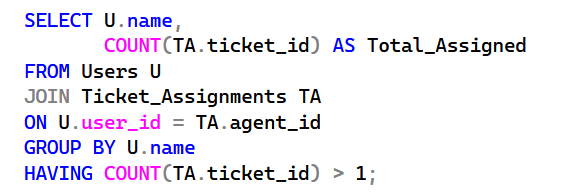 SELECT U.name,
COUNT(TA.ticket_id) AS Total_Assigned
FROM Users U
JOIN Ticket_Assignments TA
ON U.user_id = TA.agent_id
GROUP BY U.name
HAVING COUNT(TA.ticket_id) > 1;